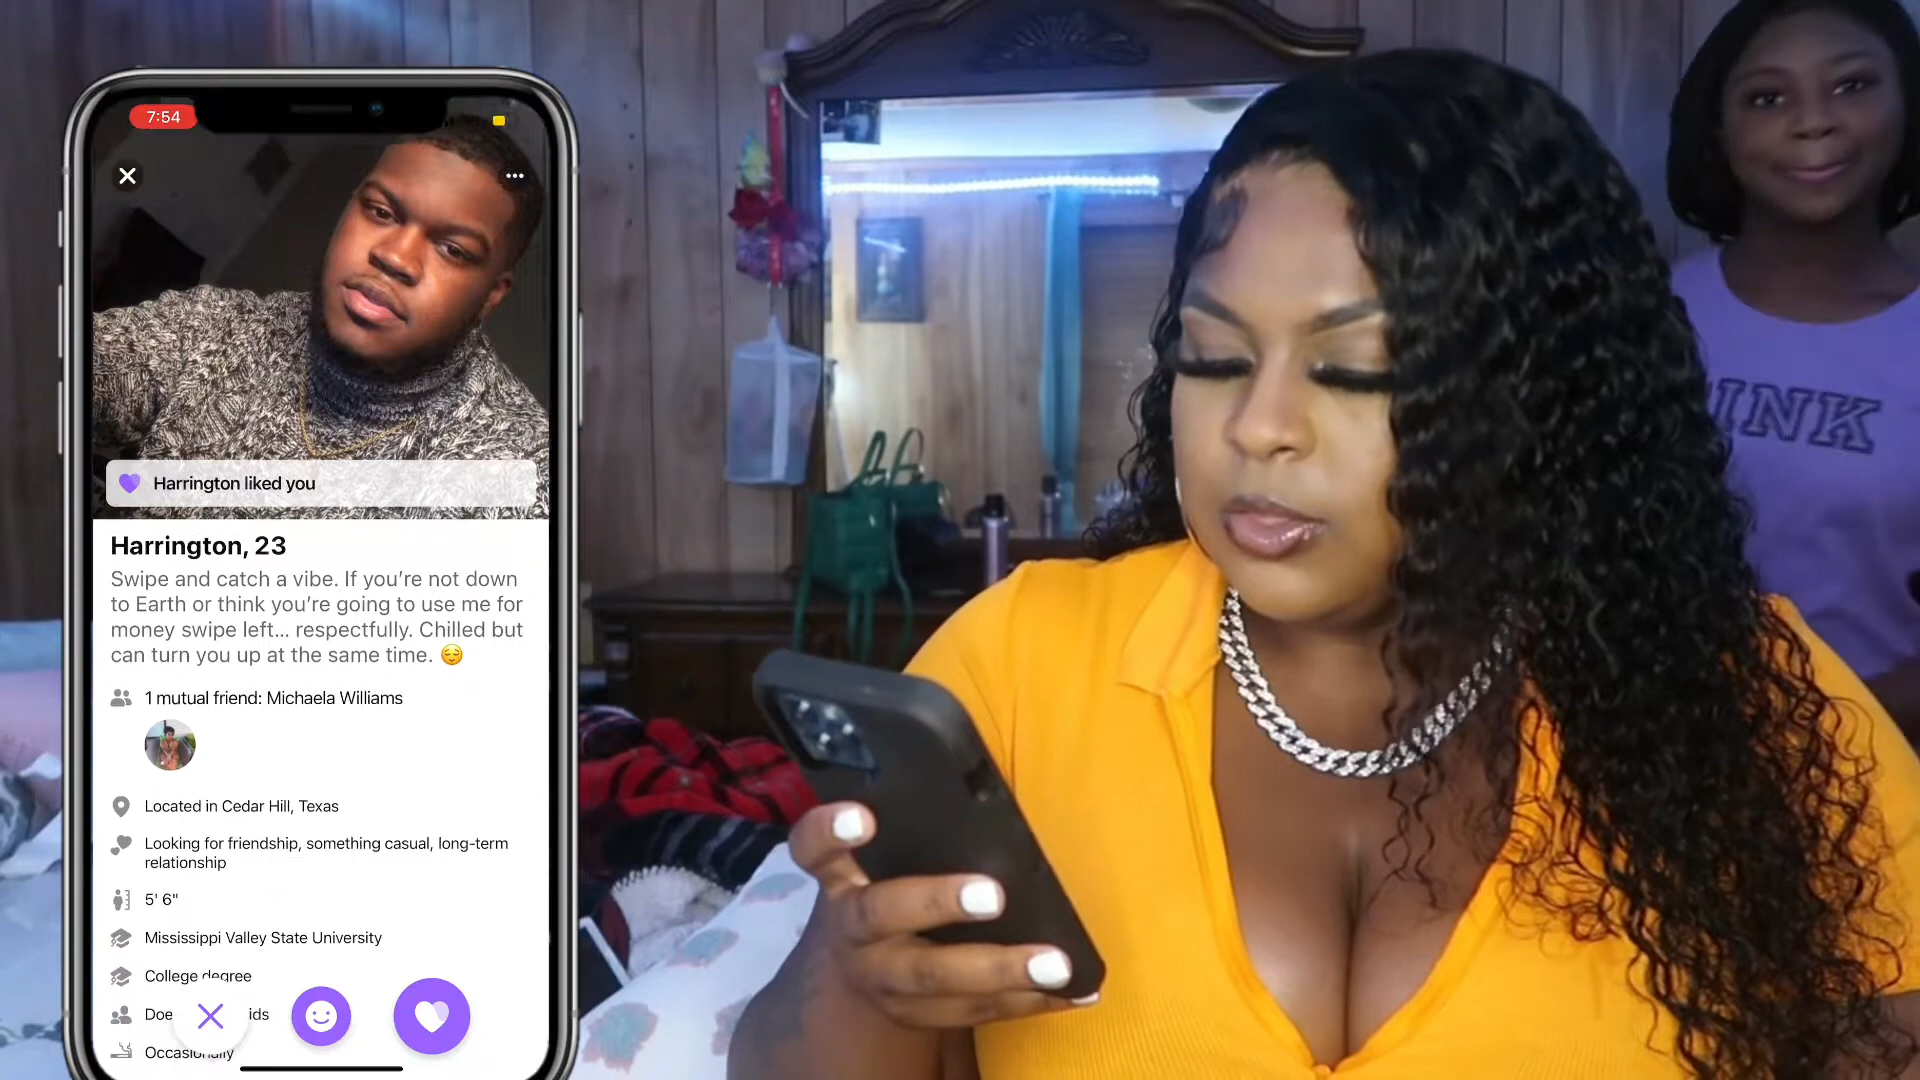 7:54
Harrington liked you
Harrington, 23
Swipe and catch a vibe. If you’re not down
to Earth or think you’re going to use me for
money swipe left... respectfully. Chilled but
can turn you up at the same time. 😌
1 mutual friend: Michaela Williams
Located in Cedar Hill, Texas
Looking for friendship, something casual, long-term
relationship
5' 6"
Mississippi Valley State University
College degree
Occasionally
INK